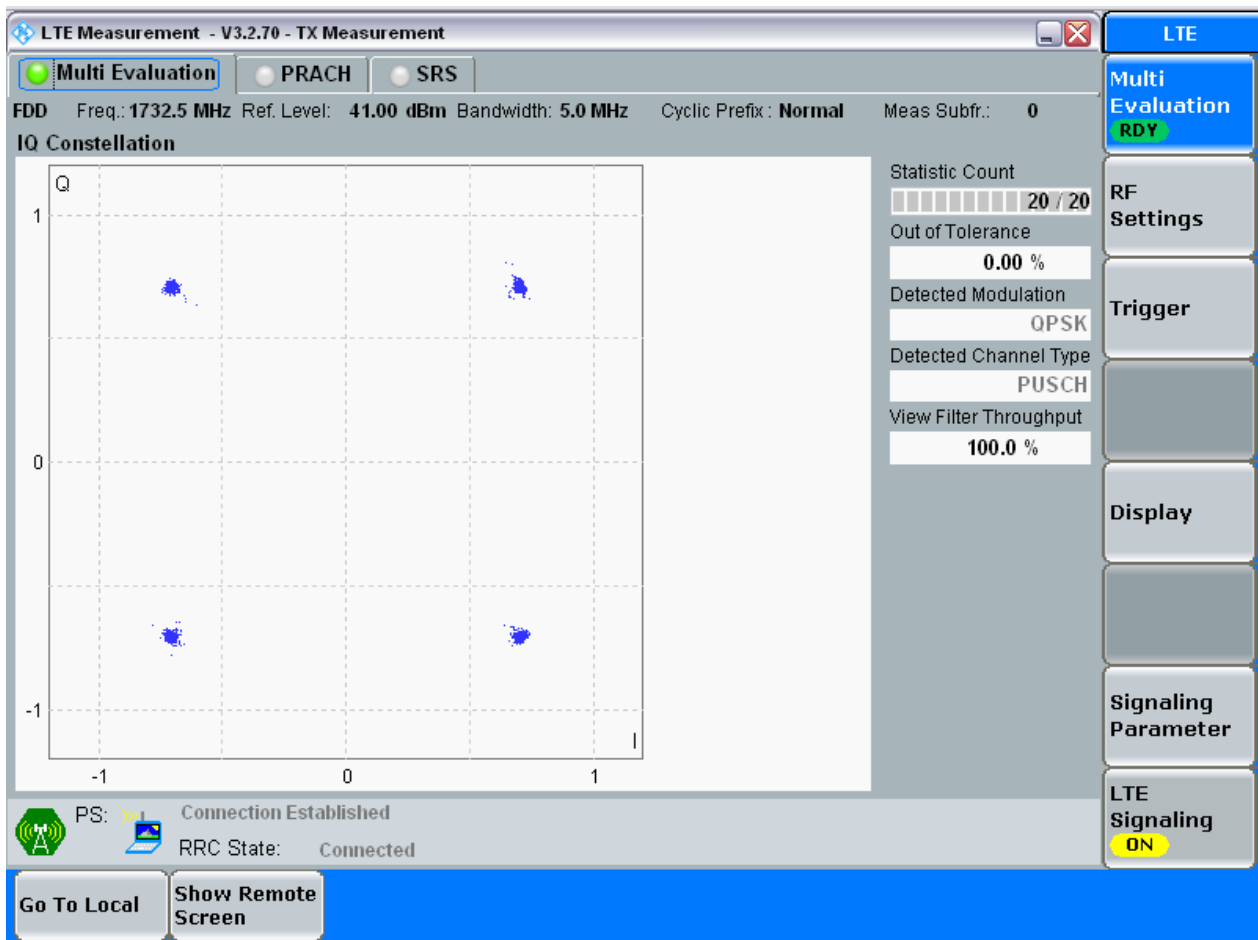 LTE Measurement - V3.2.70 - TX Measurement
LTE
Multi Evaluation PRACH SRS
Multi
Evaluation
RDY
FDD Freq.: 1732.5 MHz Ref. Level: 41.00 dBm Bandwidth: 5.0 MHz Cyclic Prefix : Normal Meas Subfr.: 0
IQ Constellation
Q
1
0
-1
I
-1 0 1
Statistic Count
20 / 20
Out of Tolerance
0.00 %
Detected Modulation
QPSK
Detected Channel Type
PUSCH
View Filter Throughput
100.0 %
RF
Settings
Trigger
Display
Signaling
Parameter
LTE
Signaling
ON
PS: Connection Established
RRC State: Connected
Go To Local
Show Remote
Screen